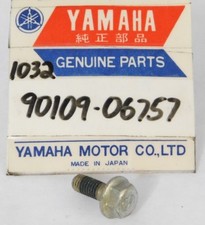 YAMAHA
純正部品
1032
GENUINE PARTS
90109-06757
YAMAHA MOTOR CO.,LTD
MADE IN JAPAN